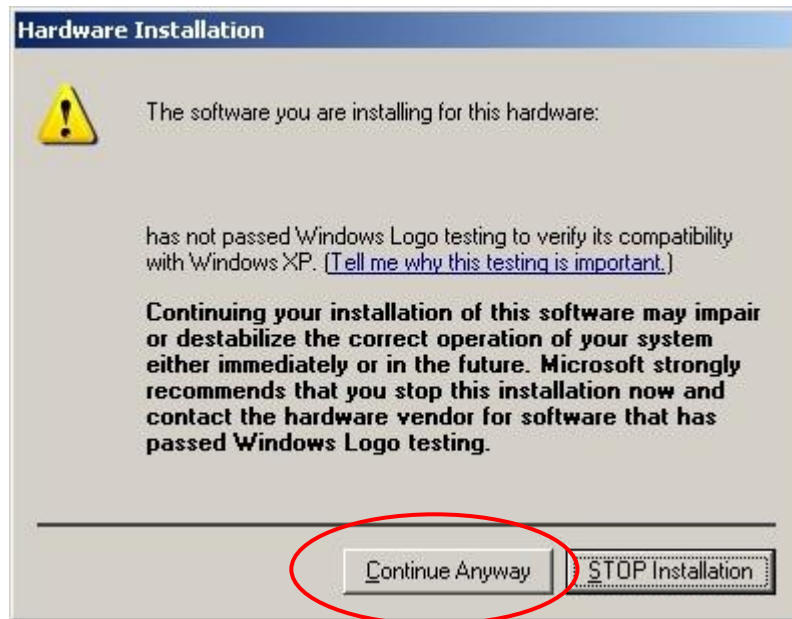 Hardware Installation
The software you are installing for this hardware:
has not passed Windows Logo testing to verify its compatibility
with Windows XP. (Tell me why this testing is important.)
Continuing your installation of this software may impair
or destabilize the correct operation of your system
either immediately or in the future. Microsoft strongly
recommends that you stop this installation now and
contact the hardware vendor for software that has
passed Windows Logo testing.
Continue Anyway STOP Installation